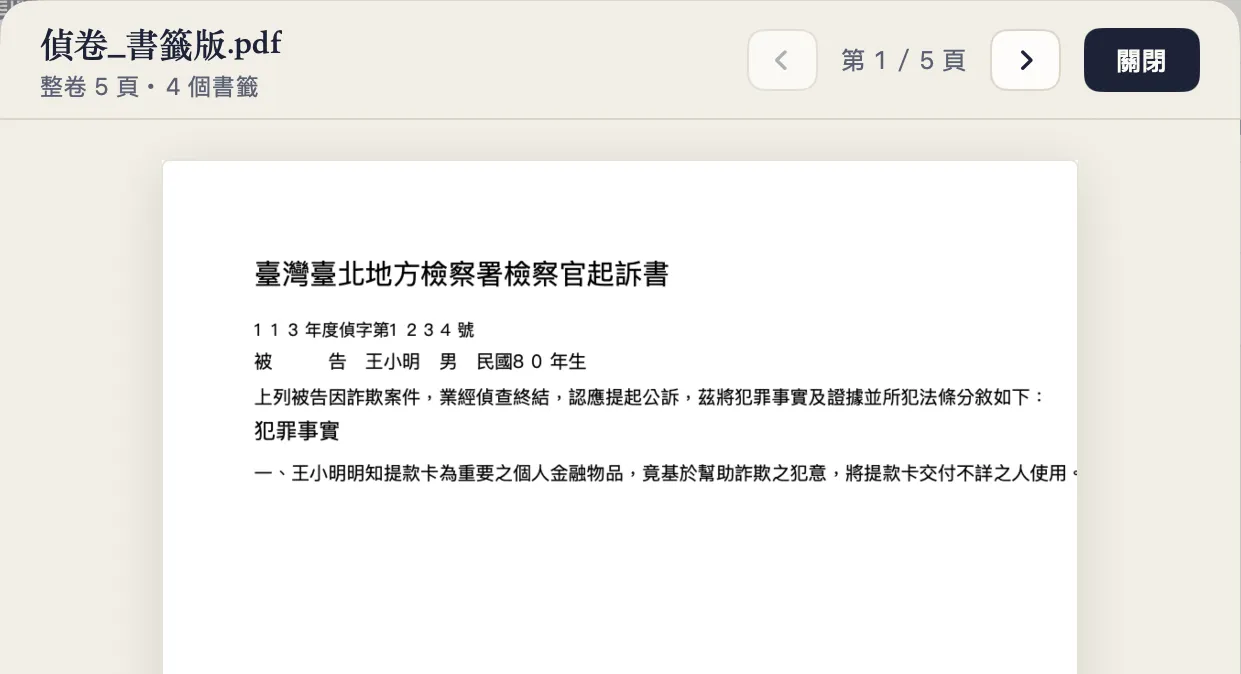 偵卷_書籤版.pdf
整卷 5 頁・4 個書籤
第 1 / 5 頁
關閉
臺灣臺北地方檢察署檢察官起訴書
113年度偵字第1234號
被　　　告　王小明　男　民國80年生
上列被告因詐欺案件，業經偵查終結，認應提起公訴，茲將犯罪事實及證據並所犯法條分敘如下：
犯罪事實
一、王小明明知提款卡為重要之個人金融物品，竟基於幫助詐欺之犯意，將提款卡交付不詳之人使用。